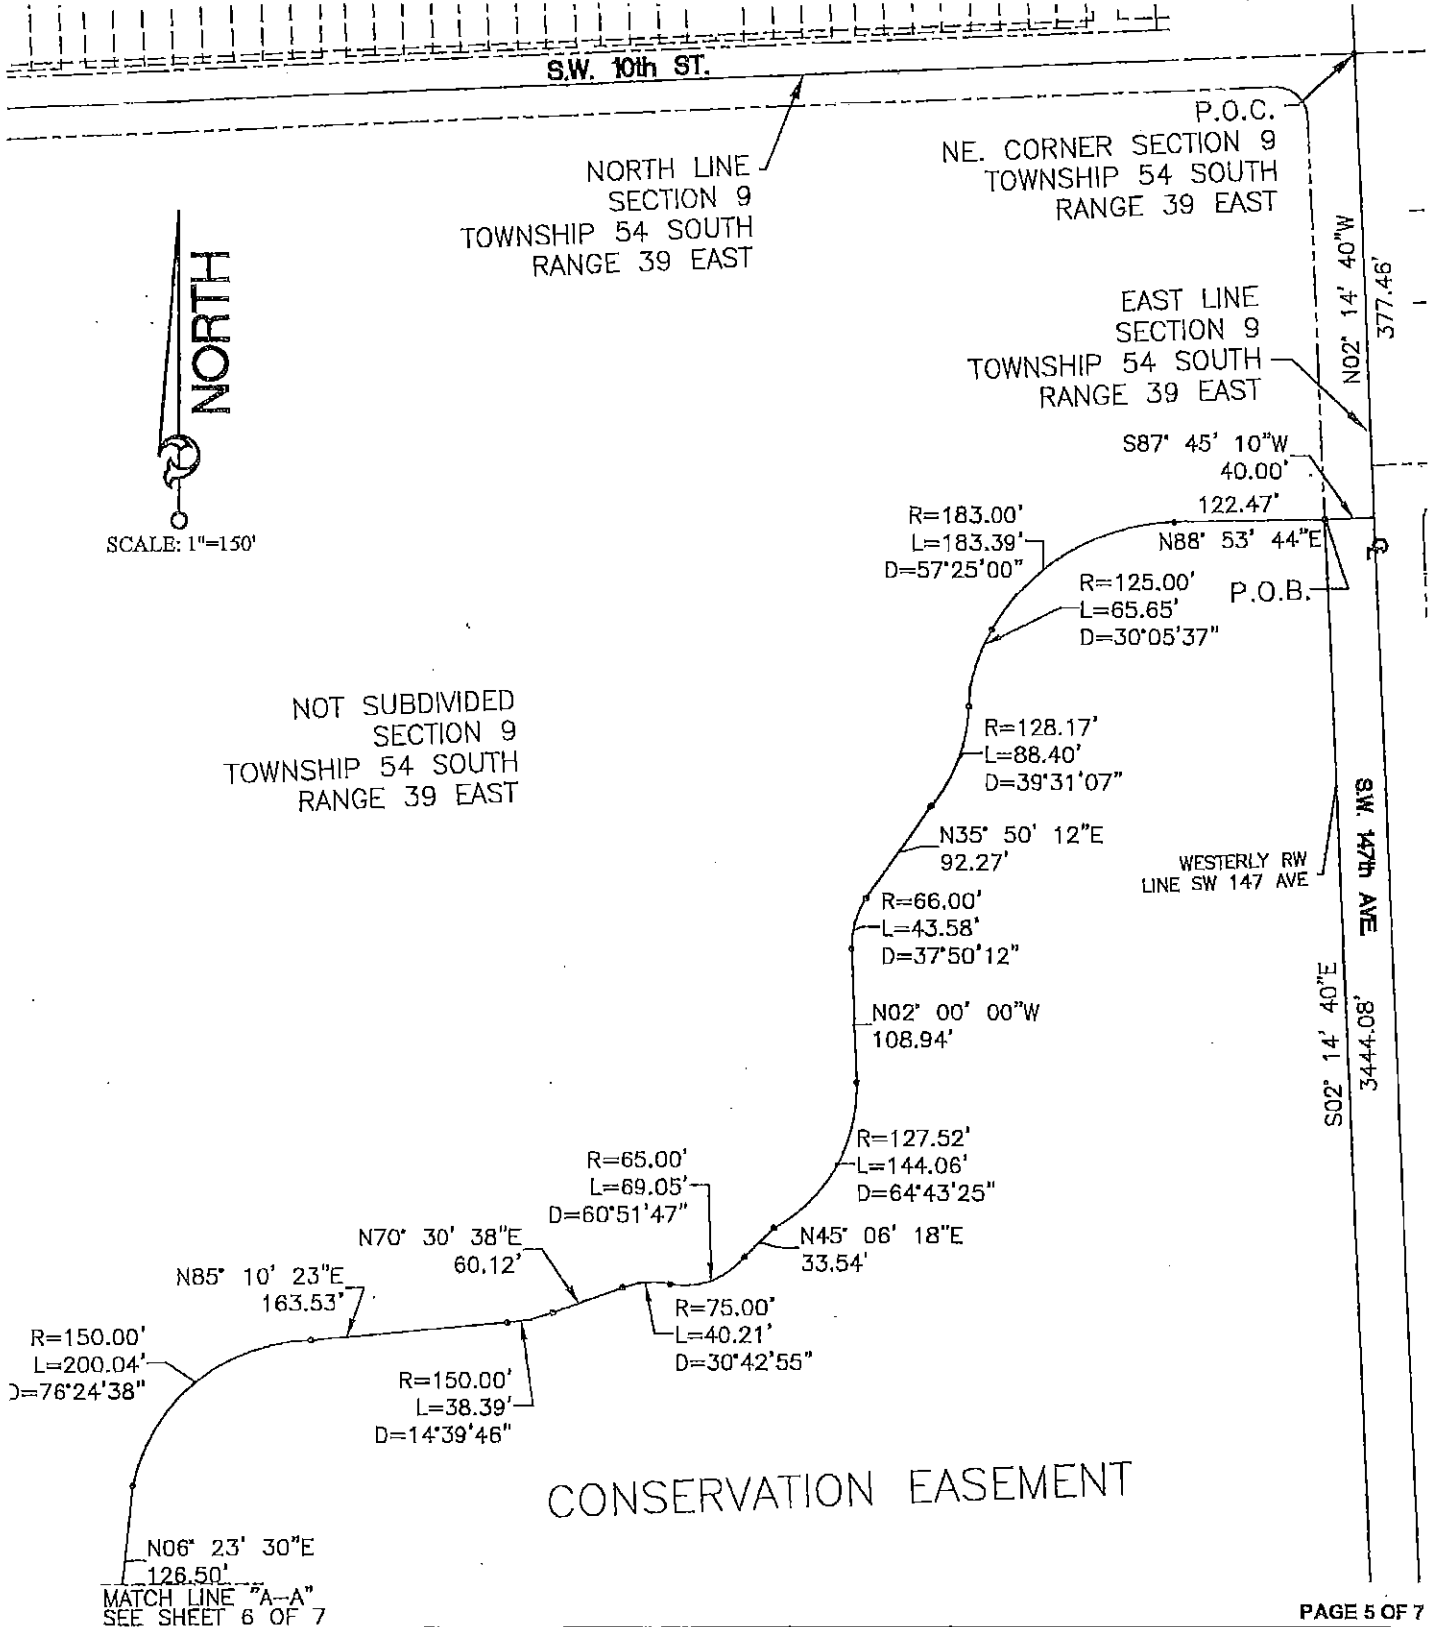 S.W. 10th ST.
P.O.C.
NE. CORNER SECTION 9
TOWNSHIP 54 SOUTH
RANGE 39 EAST
NORTH LINE
SECTION 9
TOWNSHIP 54 SOUTH
RANGE 39 EAST
NORTH
SCALE: 1"=150'
N02° 14' 40"W
377.46'
EAST LINE
SECTION 9
TOWNSHIP 54 SOUTH
RANGE 39 EAST
S87° 45' 10"W
40.00'
122.47'
N88° 53' 44"E
P.O.B.
R=183.00'
L=183.39'
D=57°25'00"
R=125.00'
L=65.65'
D=30°05'37"
NOT SUBDIVIDED
SECTION 9
TOWNSHIP 54 SOUTH
RANGE 39 EAST
R=128.17'
L=88.40'
D=39°31'07"
N35° 50' 12"E
92.27'
WESTERLY RW
LINE SW 147 AVE
S.W. 147th AVE
R=66.00'
L=43.58'
D=37°50'12"
N02° 00' 00"W
108.94'
S02° 14' 40"E
3444.08'
R=127.52'
L=144.06'
D=64°43'25"
R=65.00'
L=69.05'
D=60°51'47"
N45° 06' 18"E
33.54'
N70° 30' 38"E
60.12'
N85° 10' 23"E
163.53'
R=75.00'
L=40.21'
D=30°42'55"
R=150.00'
L=200.04'
D=76°24'38"
R=150.00'
L=38.39'
D=14°39'46"
CONSERVATION EASEMENT
N06° 23' 30"E
126.50'
MATCH LINE "A-A"
SEE SHEET 6 OF 7
PAGE 5 OF 7